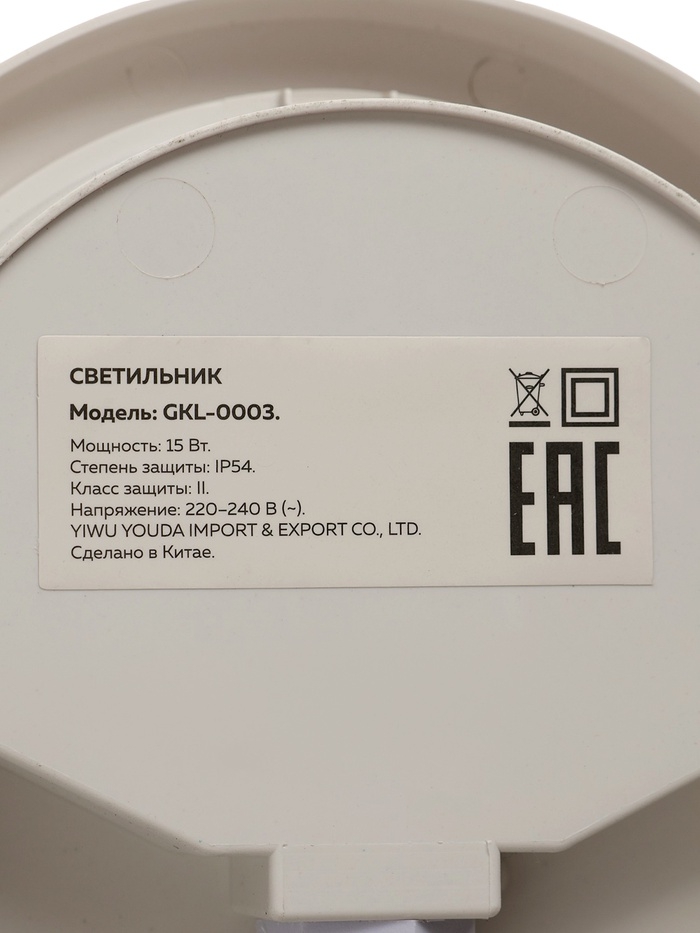 СВЕТИЛЬНИК
Модель: GKL-0003.
Мощность: 15 Вт.
Степень защиты: IP54.
Класс защиты: II.
Напряжение: 220–240 В (~).
YIWU YOUDA IMPORT & EXPORT CO., LTD.
Сделано в Китае.
EAC